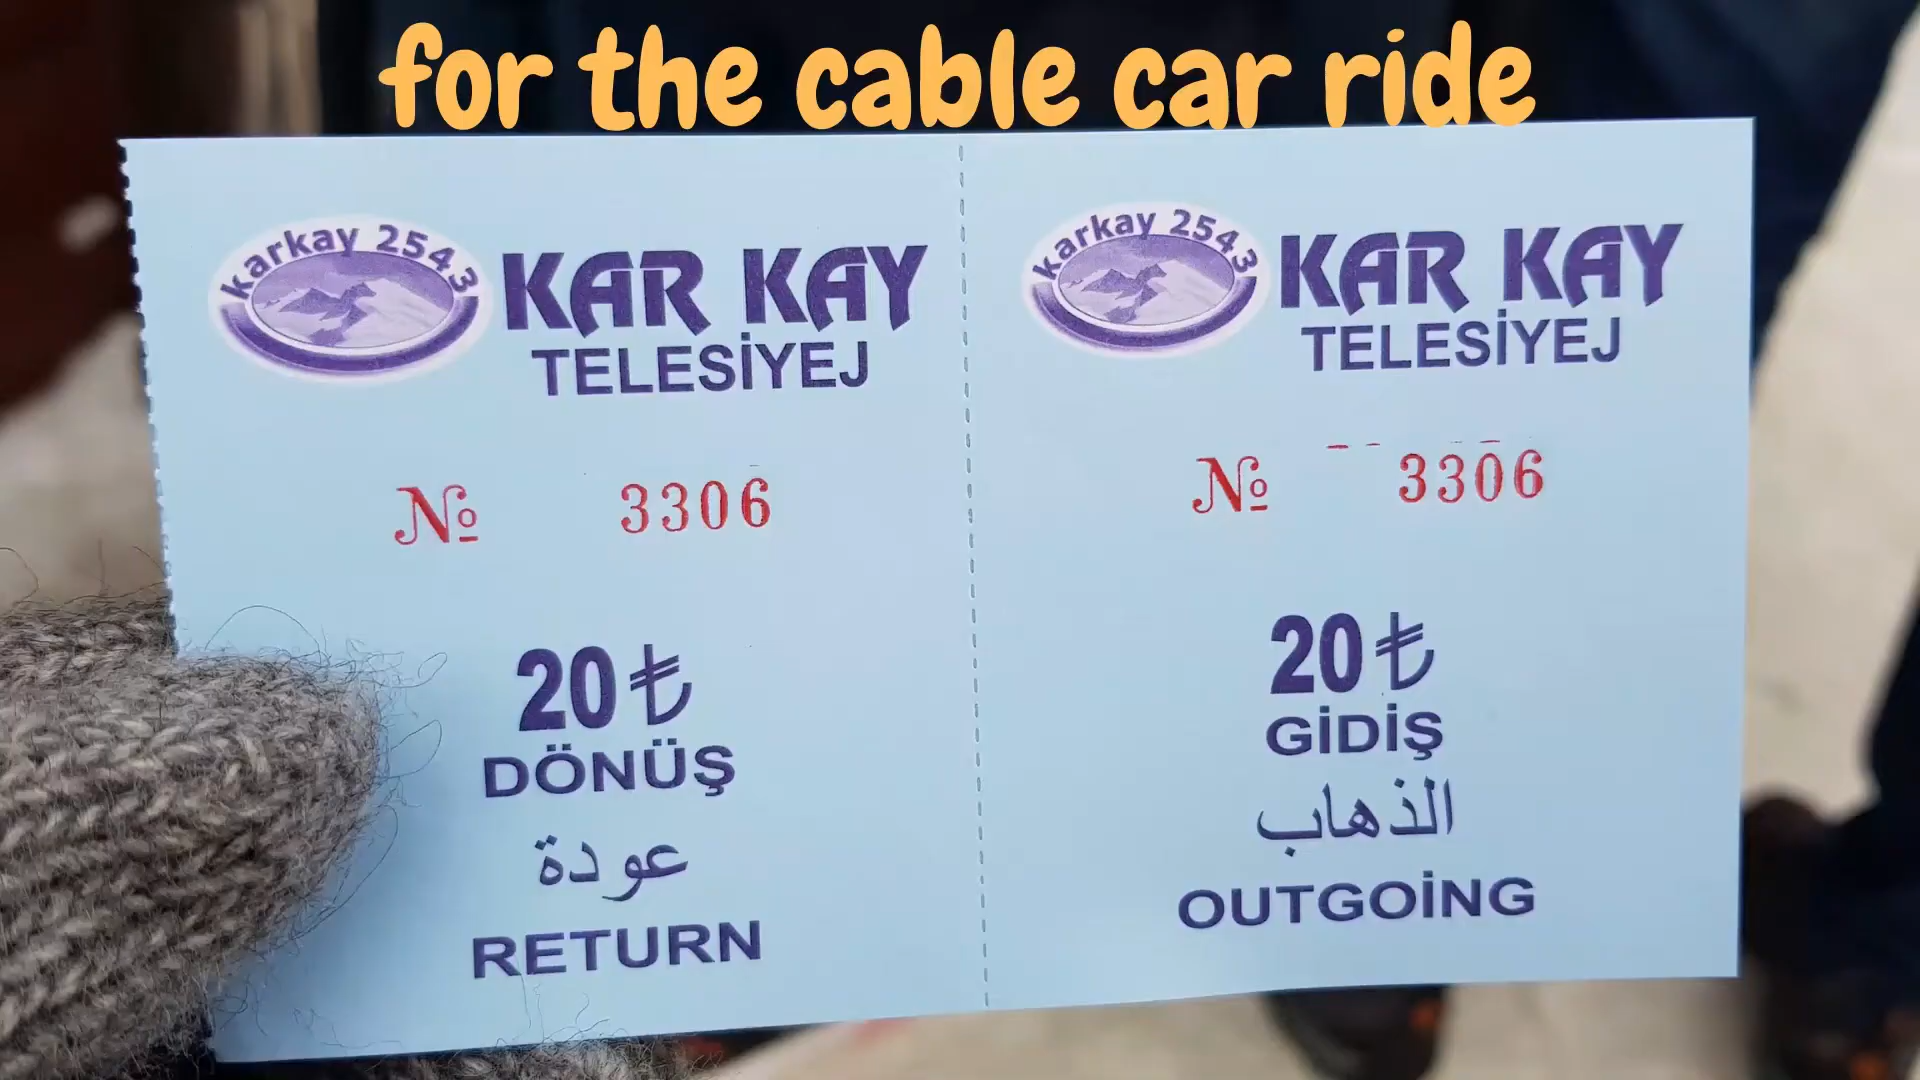 for the cable car ride
karkay 2543
KAR KAY
TELESİYEJ
№ 3306
20₺
DÖNÜŞ
عودة
RETURN
karkay 2543
KAR KAY
TELESİYEJ
№ 3306
20₺
GİDİŞ
الذهاب
OUTGOİNG